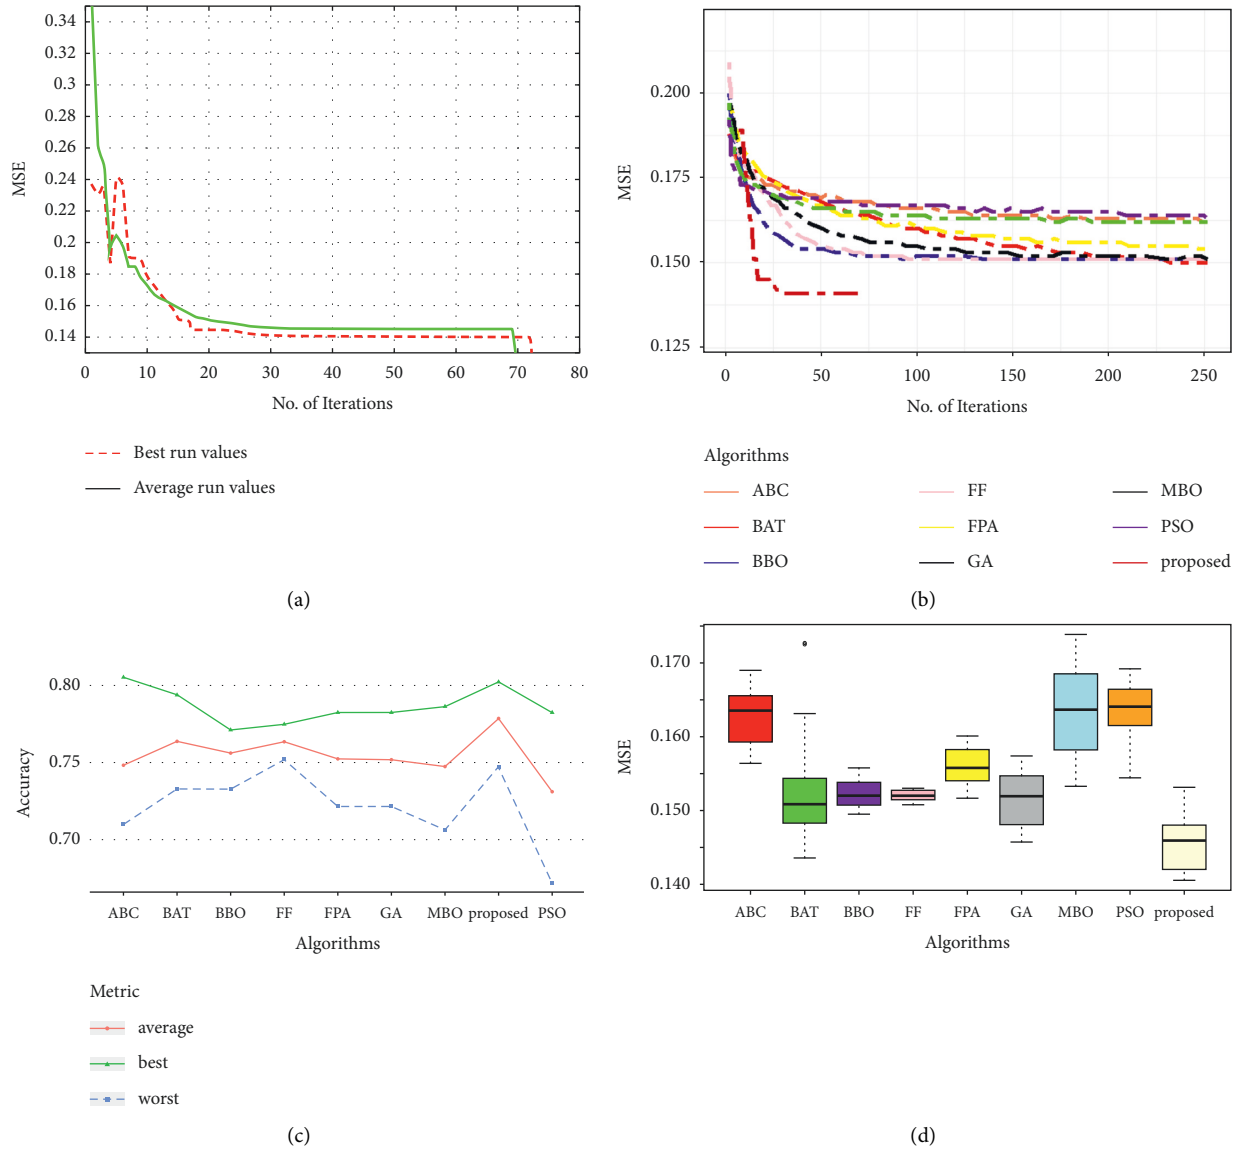 0.34
0.32
0.3
0.28
0.26
0.24
0.22
0.2
0.18
0.16
0.14
MSE
0 10 20 30 40 50 60 70 80
No. of Iterations
Best run values
Average run values
(a)
0.200
0.175
0.150
0.125
MSE
0 50 100 150 200 250
No. of Iterations
Algorithms
ABC FF MBO
BAT FPA PSO
BBO GA proposed
(b)
0.80
0.75
0.70
Accuracy
ABC BAT BBO FF FPA GA MBO proposed PSO
Algorithms
Metric
average
best
worst
(c)
0.170
0.160
0.150
0.140
MSE
ABC BAT BBO FF FPA GA MBO PSO proposed
Algorithms
(d)